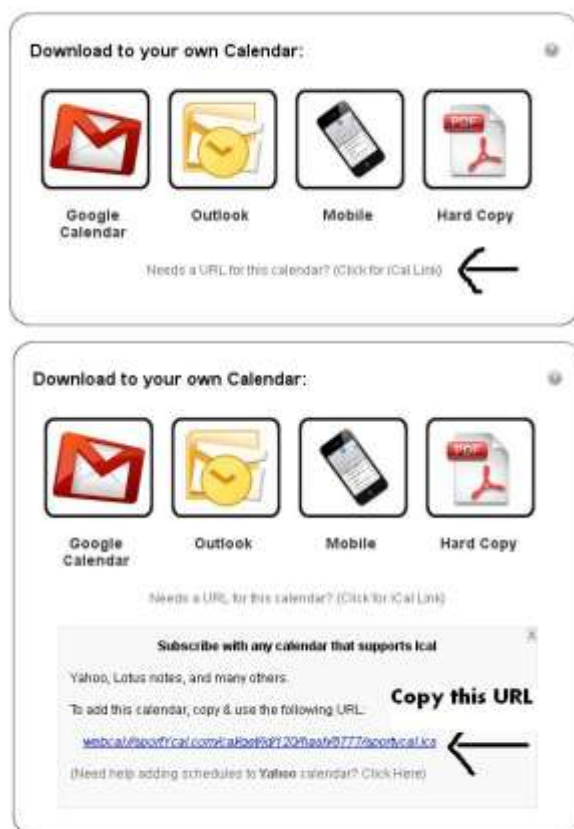 Download to your own Calendar:
PDF
Google Calendar
Outlook
Mobile
Hard Copy
Needs a URL for this calendar? (Click for iCal Link)
Download to your own Calendar:
PDF
Google Calendar
Outlook
Mobile
Hard Copy
Needs a URL for this calendar? (Click for iCal Link)
X
Subscribe with any calendar that supports Ical
Yahoo, Lotus notes, and many others.
Copy this URL
To add this calendar, copy & use the following URL:
(Need help adding schedules to Yahoo calendar? Click Here)